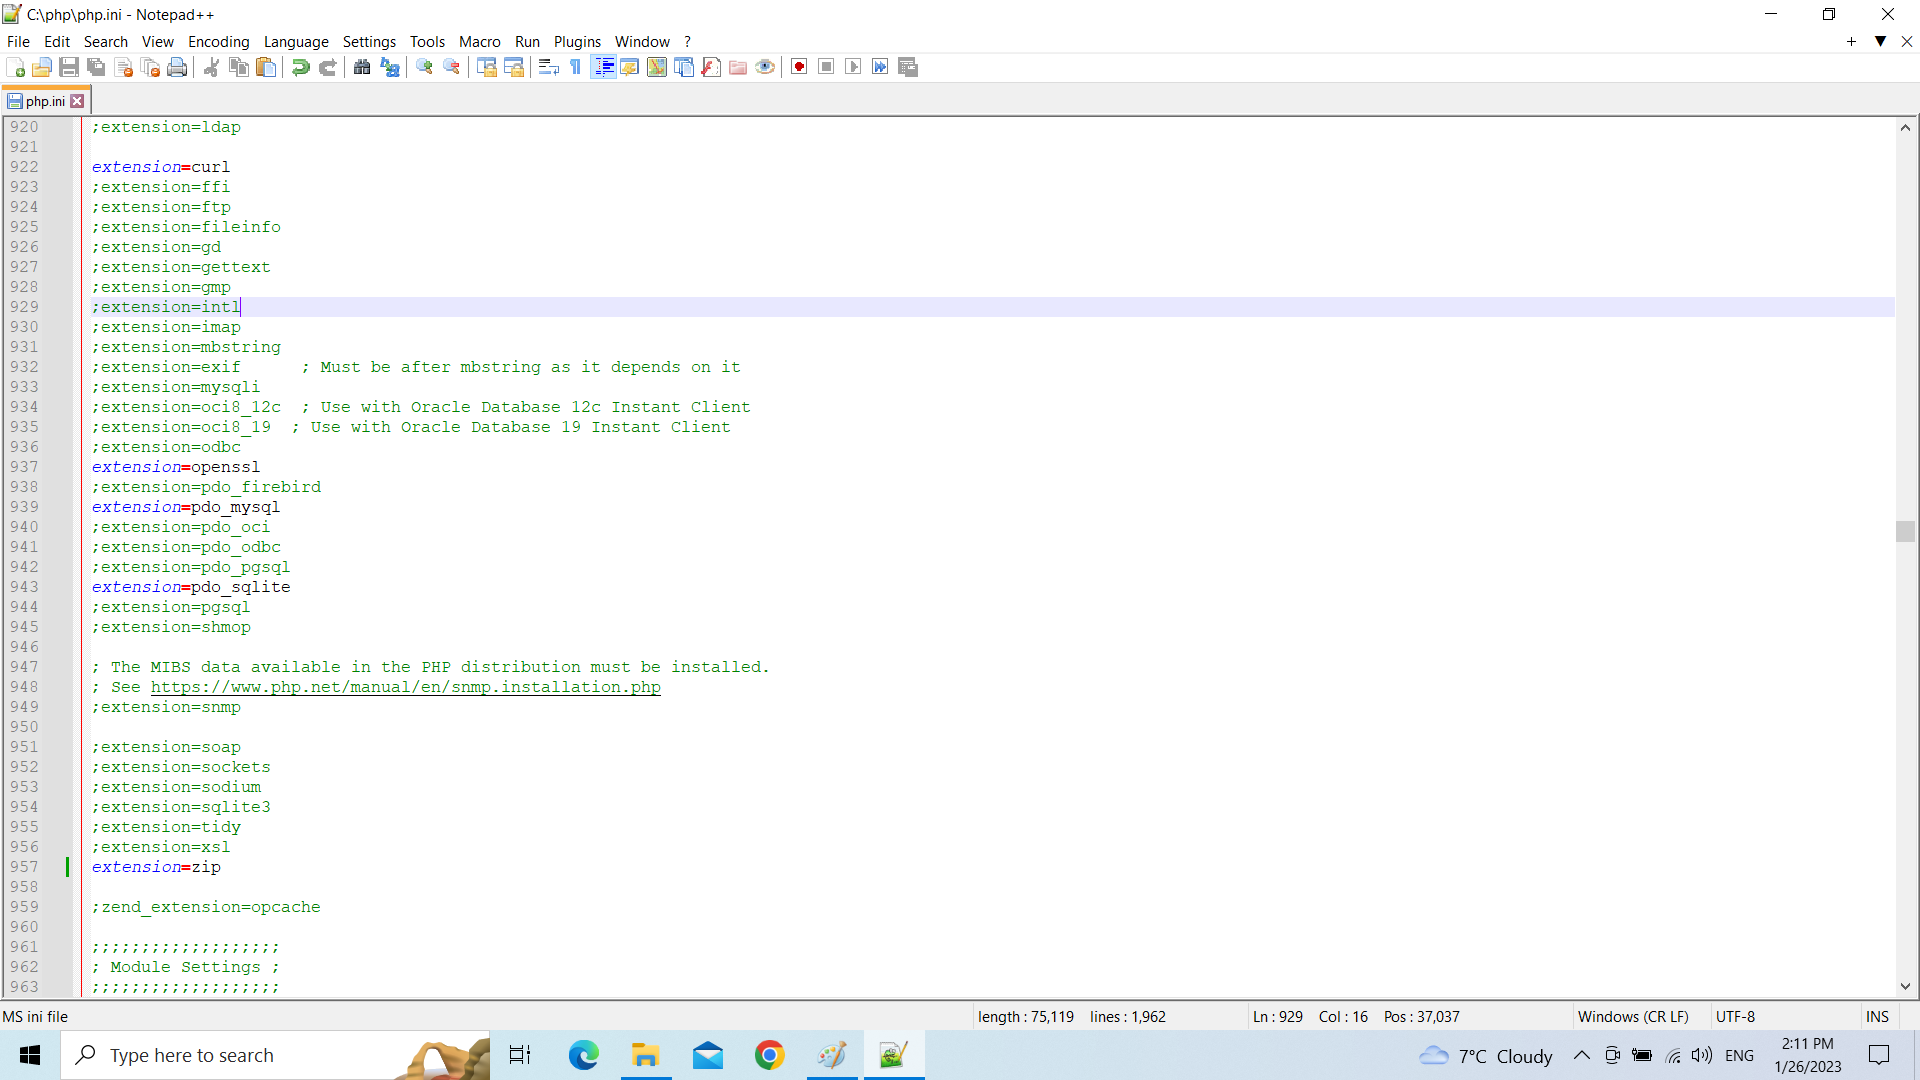 C:\php\php.ini - Notepad++
File Edit Search View Encoding Language Settings Tools Macro Run Plugins Window ?
php.ini
920 ;extension=ldap
921
922 extension=curl
923 ;extension=ffi
924 ;extension=ftp
925 ;extension=fileinfo
926 ;extension=gd
927 ;extension=gettext
928 ;extension=gmp
929 ;extension=intl
930 ;extension=imap
931 ;extension=mbstring
932 ;extension=exif      ; Must be after mbstring as it depends on it
933 ;extension=mysqli
934 ;extension=oci8_12c  ; Use with Oracle Database 12c Instant Client
935 ;extension=oci8_19  ; Use with Oracle Database 19 Instant Client
936 ;extension=odbc
937 extension=openssl
938 ;extension=pdo_firebird
939 extension=pdo_mysql
940 ;extension=pdo_oci
941 ;extension=pdo_odbc
942 ;extension=pdo_pgsql
943 extension=pdo_sqlite
944 ;extension=pgsql
945 ;extension=shmop
946
947 ; The MIBS data available in the PHP distribution must be installed.
948 ; See https://www.php.net/manual/en/snmp.installation.php
949 ;extension=snmp
950
951 ;extension=soap
952 ;extension=sockets
953 ;extension=sodium
954 ;extension=sqlite3
955 ;extension=tidy
956 ;extension=xsl
957 extension=zip
958
959 ;zend_extension=opcache
960
961 ;;;;;;;;;;;;;;;;;;;
962 ; Module Settings ;
963 ;;;;;;;;;;;;;;;;;;;
MS ini file length : 75,119 lines : 1,962 Ln : 929 Col : 16 Pos : 37,037 Windows (CR LF) UTF-8 INS
Type here to search 7°C Cloudy ENG 2:11 PM
1/26/2023